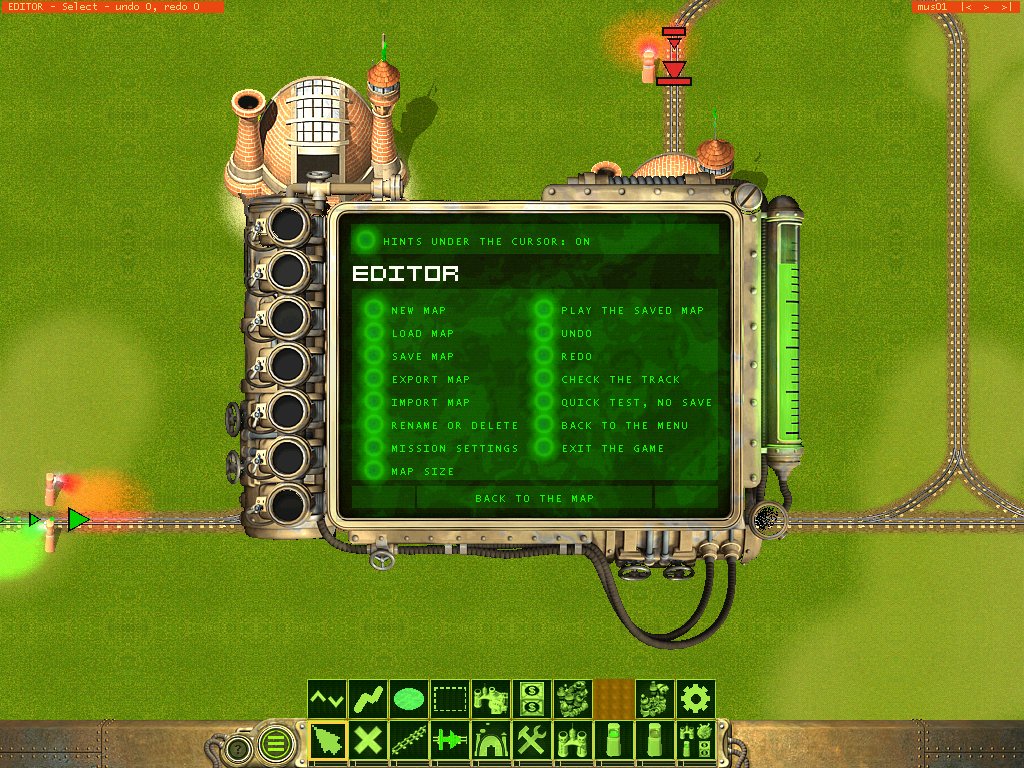 EDITOR - Select - undo 0, redo 0
mus01 |< > >|
HINTS UNDER THE CURSOR: ON
EDITOR
NEW MAP
LOAD MAP
SAVE MAP
EXPORT MAP
IMPORT MAP
RENAME OR DELETE
MISSION SETTINGS
MAP SIZE
PLAY THE SAVED MAP
UNDO
REDO
CHECK THE TRACK
QUICK TEST, NO SAVE
BACK TO THE MENU
EXIT THE GAME
BACK TO THE MAP
$
$
?